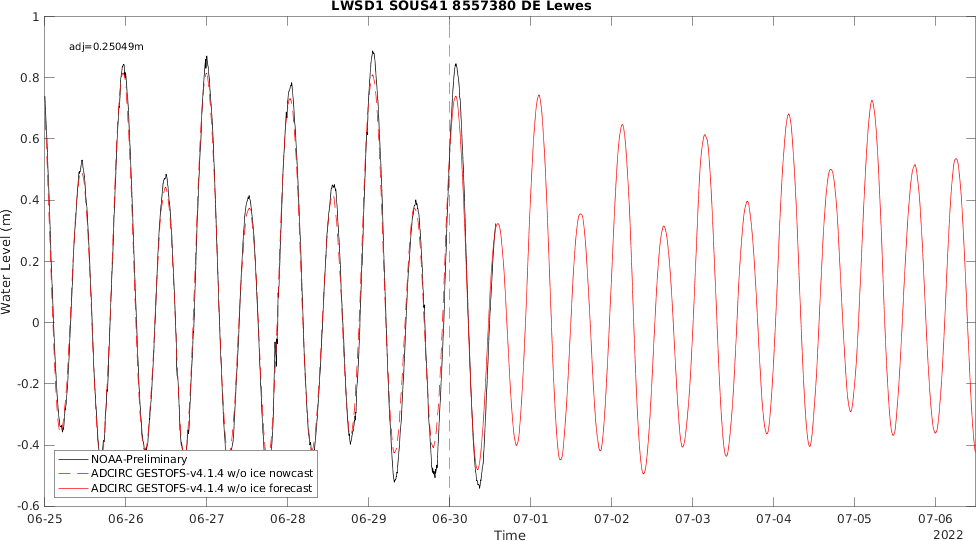 LWSD1 SOUS41 8557380 DE Lewes
adj=0.25049m
1
0.8
0.6
0.4
0.2
0
-0.2
-0.4
-0.6
Water Level (m)
NOAA-Preliminary
ADCIRC GESTOFS-v4.1.4 w/o ice nowcast
ADCIRC GESTOFS-v4.1.4 w/o ice forecast
06-25 06-26 06-27 06-28 06-29 06-30 07-01 07-02 07-03 07-04 07-05 07-06
2022
Time